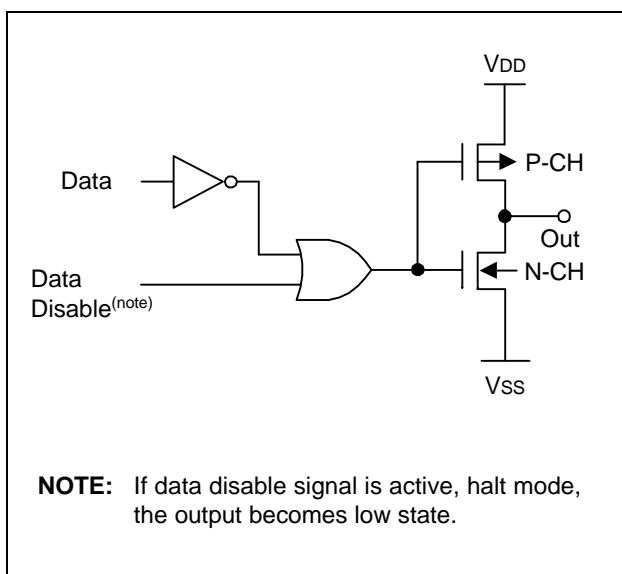 VDD
P-CH
Data
Out
Data
Disable(note)
N-CH
VSS
NOTE: If data disable signal is active, halt mode,
the output becomes low state.